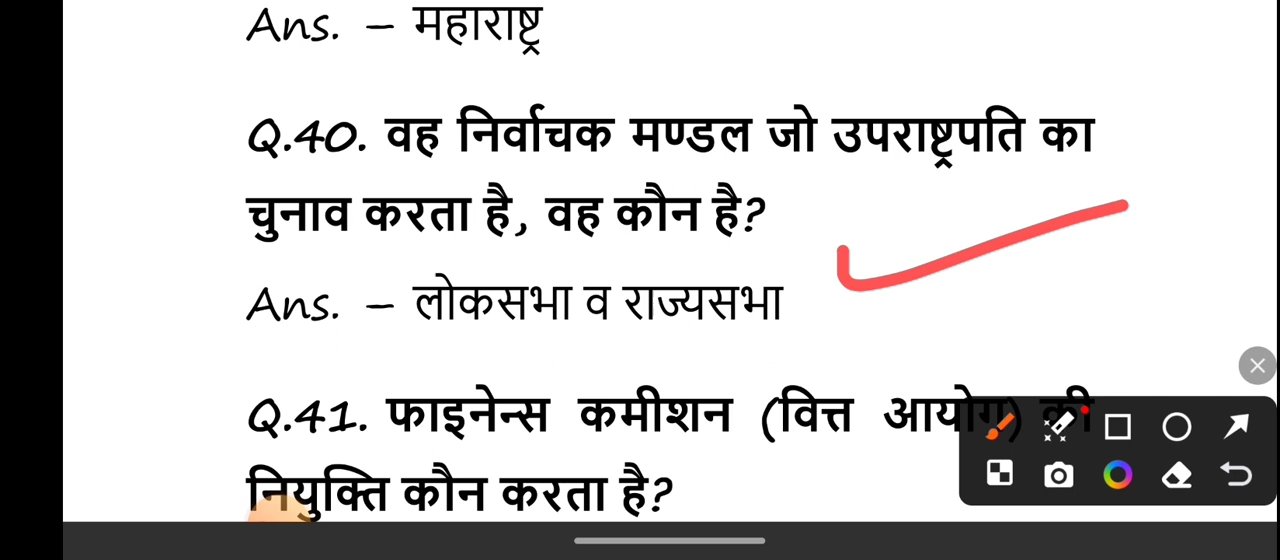 Ans. – महाराष्ट्र
Q.40. वह निर्वाचक मण्डल जो उपराष्ट्रपति का
चुनाव करता है, वह कौन है?
Ans. – लोकसभा व राज्यसभा
Q.41. फाइनेन्स कमीशन (वित्त आयोग) की
नियुक्ति कौन करता है?